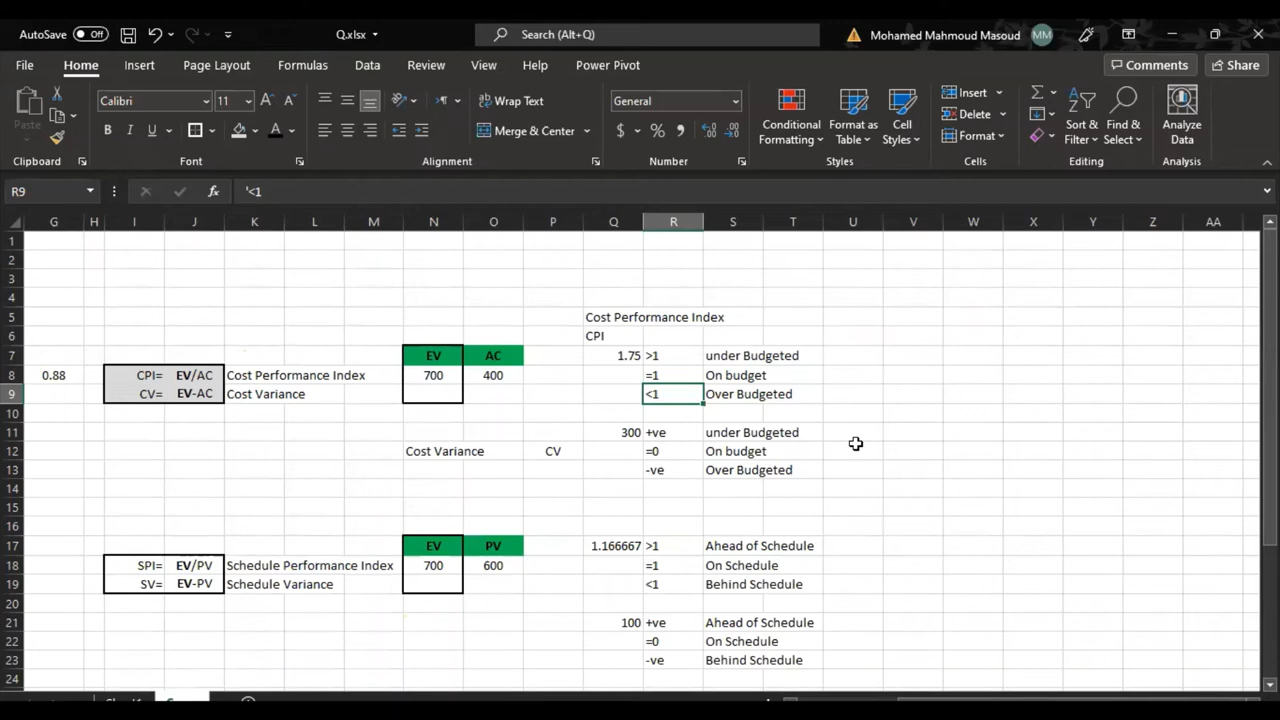 AutoSave Off Q.xlsx Search (Alt+Q) Mohamed Mahmoud Masoud MM
File Home Insert Page Layout Formulas Data Review View Help Power Pivot Comments Share
Calibri 11 Wrap Text General Insert
Paste Merge & Center Conditional Formatting Format as Table Cell Styles Delete Format Sort & Filter Find & Select Analyze Data
Clipboard Font Alignment Number Styles Cells Editing Analysis
R9 '<1
G H I J K L M N O P Q R S T U V W X Y Z AA
1
2
3
4
5 Cost Performance Index
6 CPI
7 EV AC 1.75 >1 under Budgeted
8 0.88 CPI= EV/AC Cost Performance Index 700 400 =1 On budget
9 CV= EV-AC Cost Variance <1 Over Budgeted
10
11 300 +ve under Budgeted
12 Cost Variance CV =0 On budget
13 -ve Over Budgeted
14
15
16
17 EV PV 1.166667 >1 Ahead of Schedule
18 SPI= EV/PV Schedule Performance Index 700 600 =1 On Schedule
19 SV= EV-PV Schedule Variance <1 Behind Schedule
20
21 100 +ve Ahead of Schedule
22 =0 On Schedule
23 -ve Behind Schedule
24